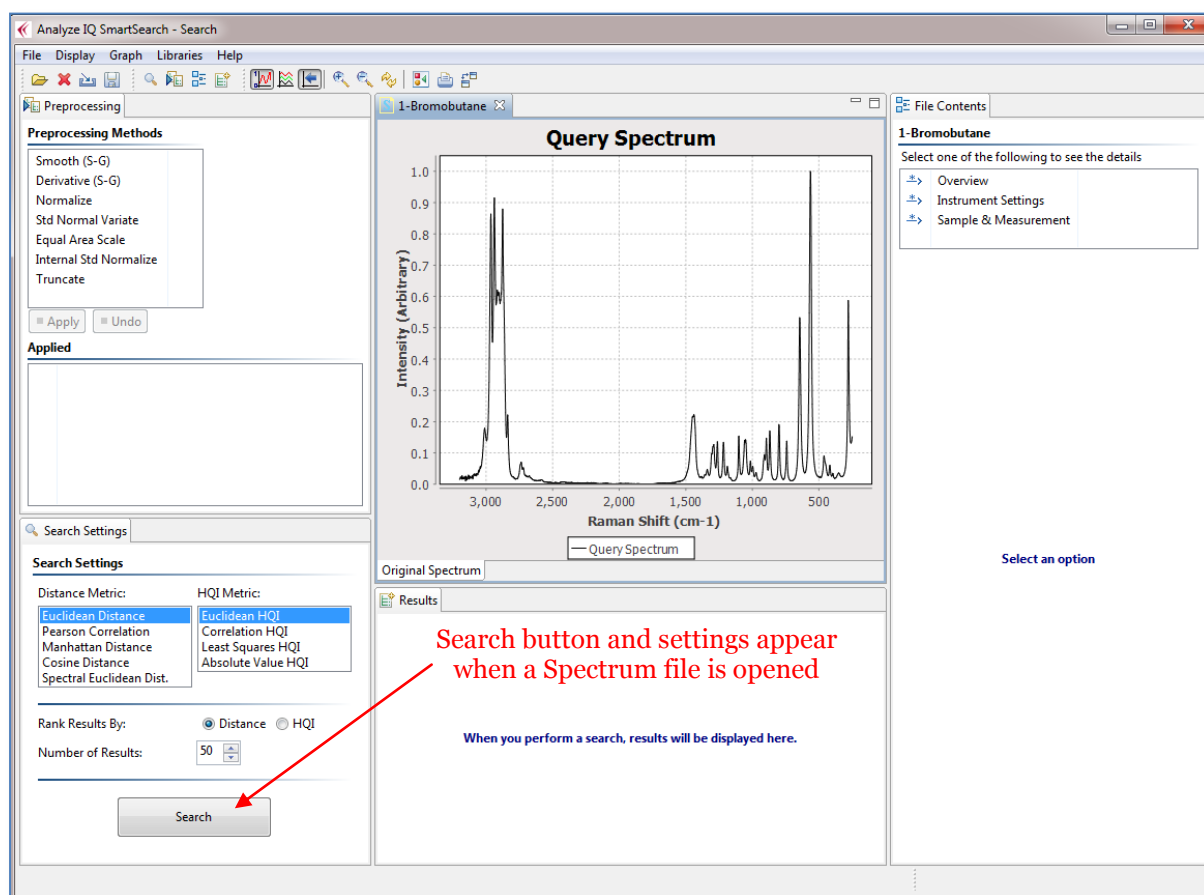 Analyze IQ SmartSearch - Search
File Display Graph Libraries Help
Preprocessing
Preprocessing Methods
Smooth (S-G)
Derivative (S-G)
Normalize
Std Normal Variate
Equal Area Scale
Internal Std Normalize
Truncate
Apply Undo
Applied
Search Settings
Search Settings
Distance Metric: HQI Metric:
Euclidean Distance Euclidean HQI
Pearson Correlation Correlation HQI
Manhattan Distance Least Squares HQI
Cosine Distance Absolute Value HQI
Spectral Euclidean Dist.
Rank Results By: Distance HQI
Number of Results: 50
Search
1-Bromobutane
Query Spectrum
Intensity (Arbitrary)
1.0
0.9
0.8
0.7
0.6
0.5
0.4
0.3
0.2
0.1
0.0
3,000 2,500 2,000 1,500 1,000 500
Raman Shift (cm-1)
Query Spectrum
Original Spectrum
Results
Search button and settings appear
when a Spectrum file is opened
When you perform a search, results will be displayed here.
File Contents
1-Bromobutane
Select one of the following to see the details
Overview
Instrument Settings
Sample & Measurement
Select an option